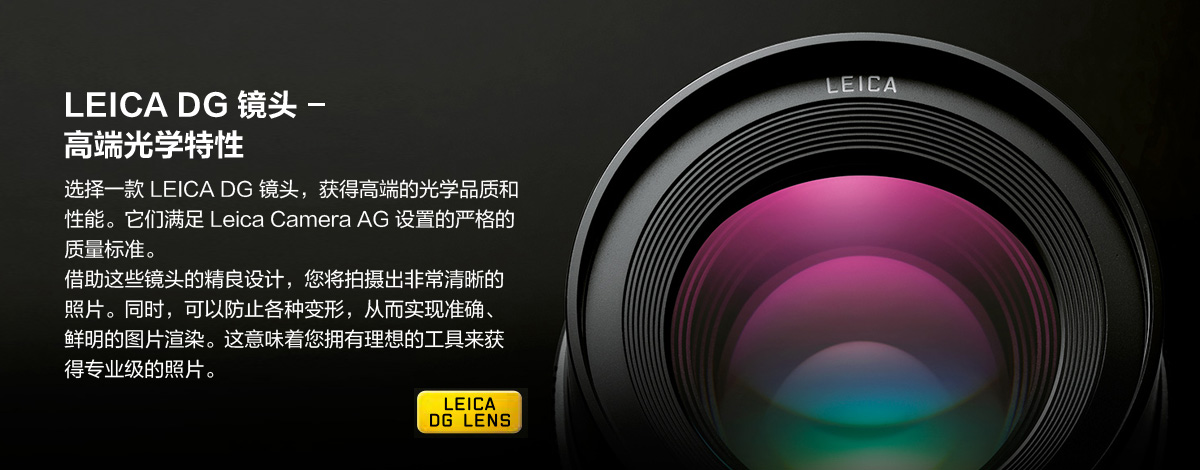 LEICA DG 镜头 –
高端光学特性
选择一款 LEICA DG 镜头，获得高端的光学品质和
性能。它们满足 Leica Camera AG 设置的严格的
质量标准。
借助这些镜头的精良设计，您将拍摄出非常清晰的
照片。同时，可以防止各种变形，从而实现准确、
鲜明的图片渲染。这意味着您拥有理想的工具来获
得专业级的照片。
LEICA
DG LENS
LEICA